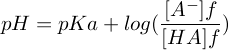 pH = pKa + log([A⁻]f / [HA]f)